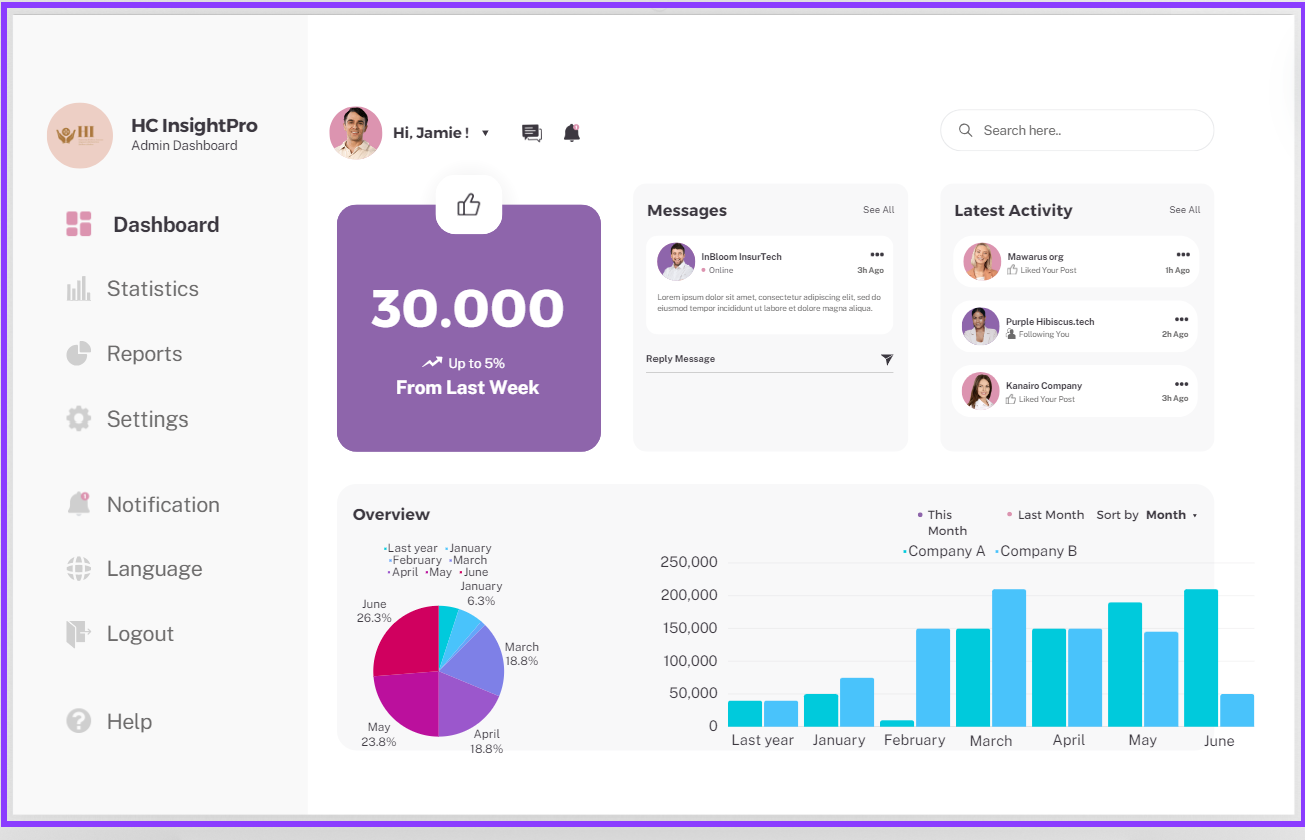 HI
HC InsightPro
Admin Dashboard
Dashboard
Statistics
Reports
Settings
Notification
Language
Logout
Help
Hi, Jamie !
Search here..
30.000
Up to 5%
From Last Week
Messages
See All
InBloom InsurTech
Online
3h Ago
Lorem ipsum dolor sit amet, consectetur adipiscing elit, sed do
eiusmod tempor incididunt ut labore et dolore magna aliqua.
Reply Message
Latest Activity
See All
Mawarus org
Liked Your Post
1h Ago
Purple Hibiscus.tech
Following You
2h Ago
Kanairo Company
Liked Your Post
3h Ago
Overview
Last year January
February March
April May June
January
6.3%
March
18.8%
April
18.8%
May
23.8%
June
26.3%
This
Month
Last Month
Sort by Month
Company A Company B
250,000
200,000
150,000
100,000
50,000
0
Last year January February March April May June